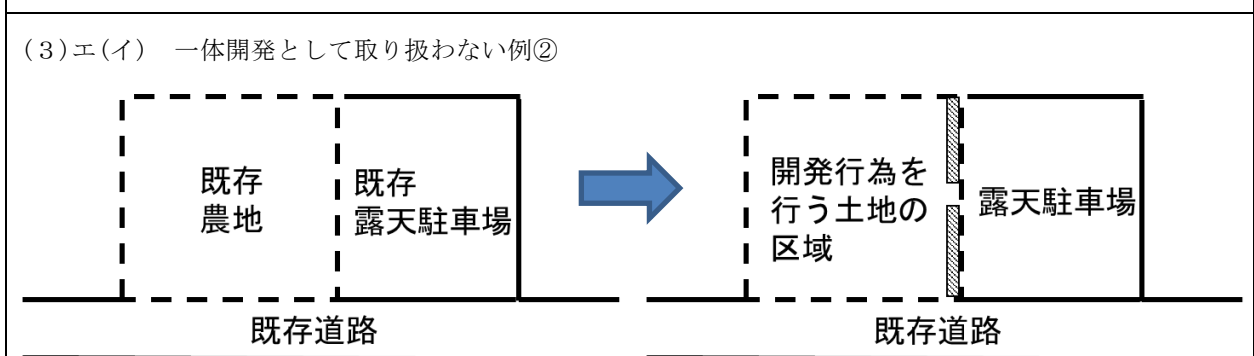 (3)エ(イ) 一体開発として取り扱わない例②
既存
農地
既存
露天駐車場
既存道路
開発行為を
行う土地の
区域
露天駐車場
既存道路